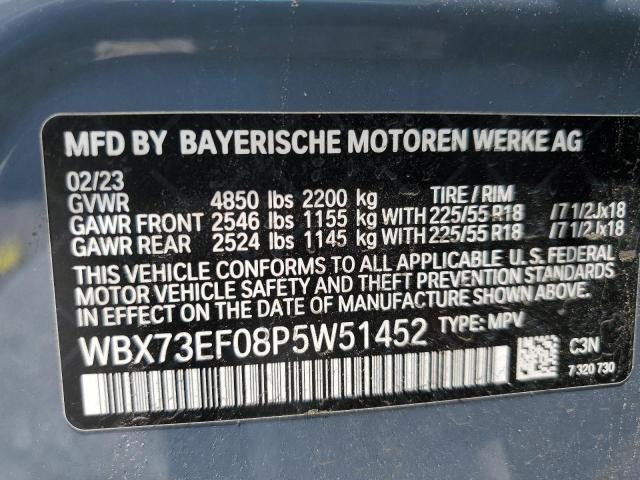 MFD BY BAYERISCHE MOTOREN WERKE AG
02/23
GVWR 4850 lbs 2200 kg TIRE / RIM
GAWR FRONT 2546 lbs 1155 kg WITH 225/55 R18 /7 1/2Jx18
GAWR REAR 2524 lbs 1145 kg WITH 225/55 R18 /7 1/2Jx18
THIS VEHICLE CONFORMS TO ALL APPLICABLE U. S. FEDERAL
MOTOR VEHICLE SAFETY AND THEFT PREVENTION STANDARDS
IN EFFECT ON THE DATE OF MANUFACTURE SHOWN ABOVE.
WBX73EF08P5W51452 TYPE: MPV
C3N
7 320 730